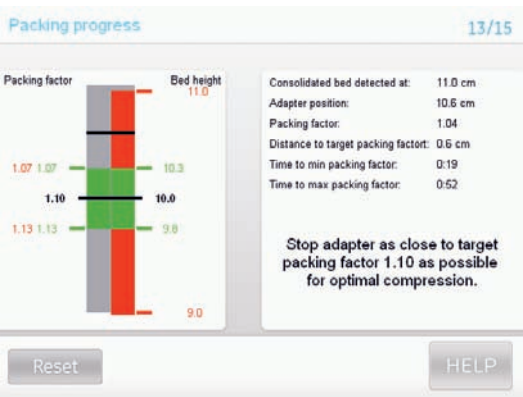 Packing progress 13/15
Packing factor Bed height
11.0
1.07 1.07 10.3
1.10 10.0
1.13 1.13 9.8
9.0
Consolidated bed detected at: 11.0 cm
Adapter position: 10.6 cm
Packing factor: 1.04
Distance to target packing factort: 0.6 cm
Time to min packing factor: 0:19
Time to max packing factor: 0:52
Stop adapter as close to target
packing factor 1.10 as possible
for optimal compression.
Reset HELP